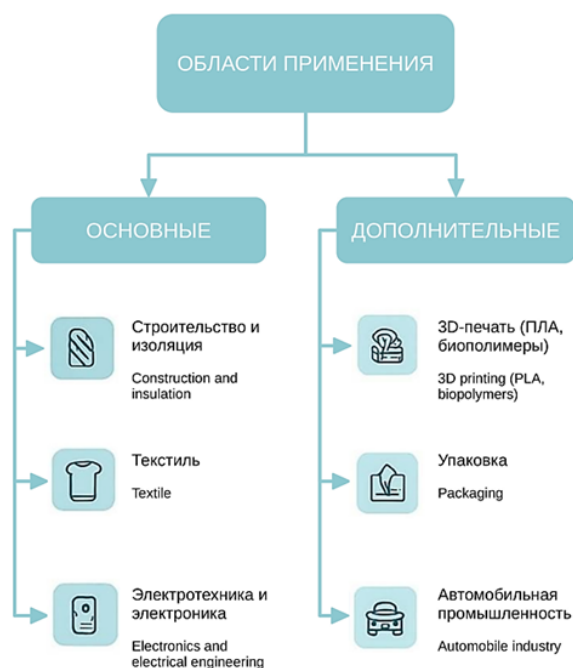 ОБЛАСТИ ПРИМЕНЕНИЯ
ОСНОВНЫЕ
Строительство и
изоляция
Construction and
insulation
Текстиль
Textile
Электротехника и
электроника
Electronics and
electrical engineering
ДОПОЛНИТЕЛЬНЫЕ
3D-печать (ПЛА,
биополимеры)
3D printing (PLA,
biopolymers)
Упаковка
Packaging
Автомобильная
промышленность
Automobile industry